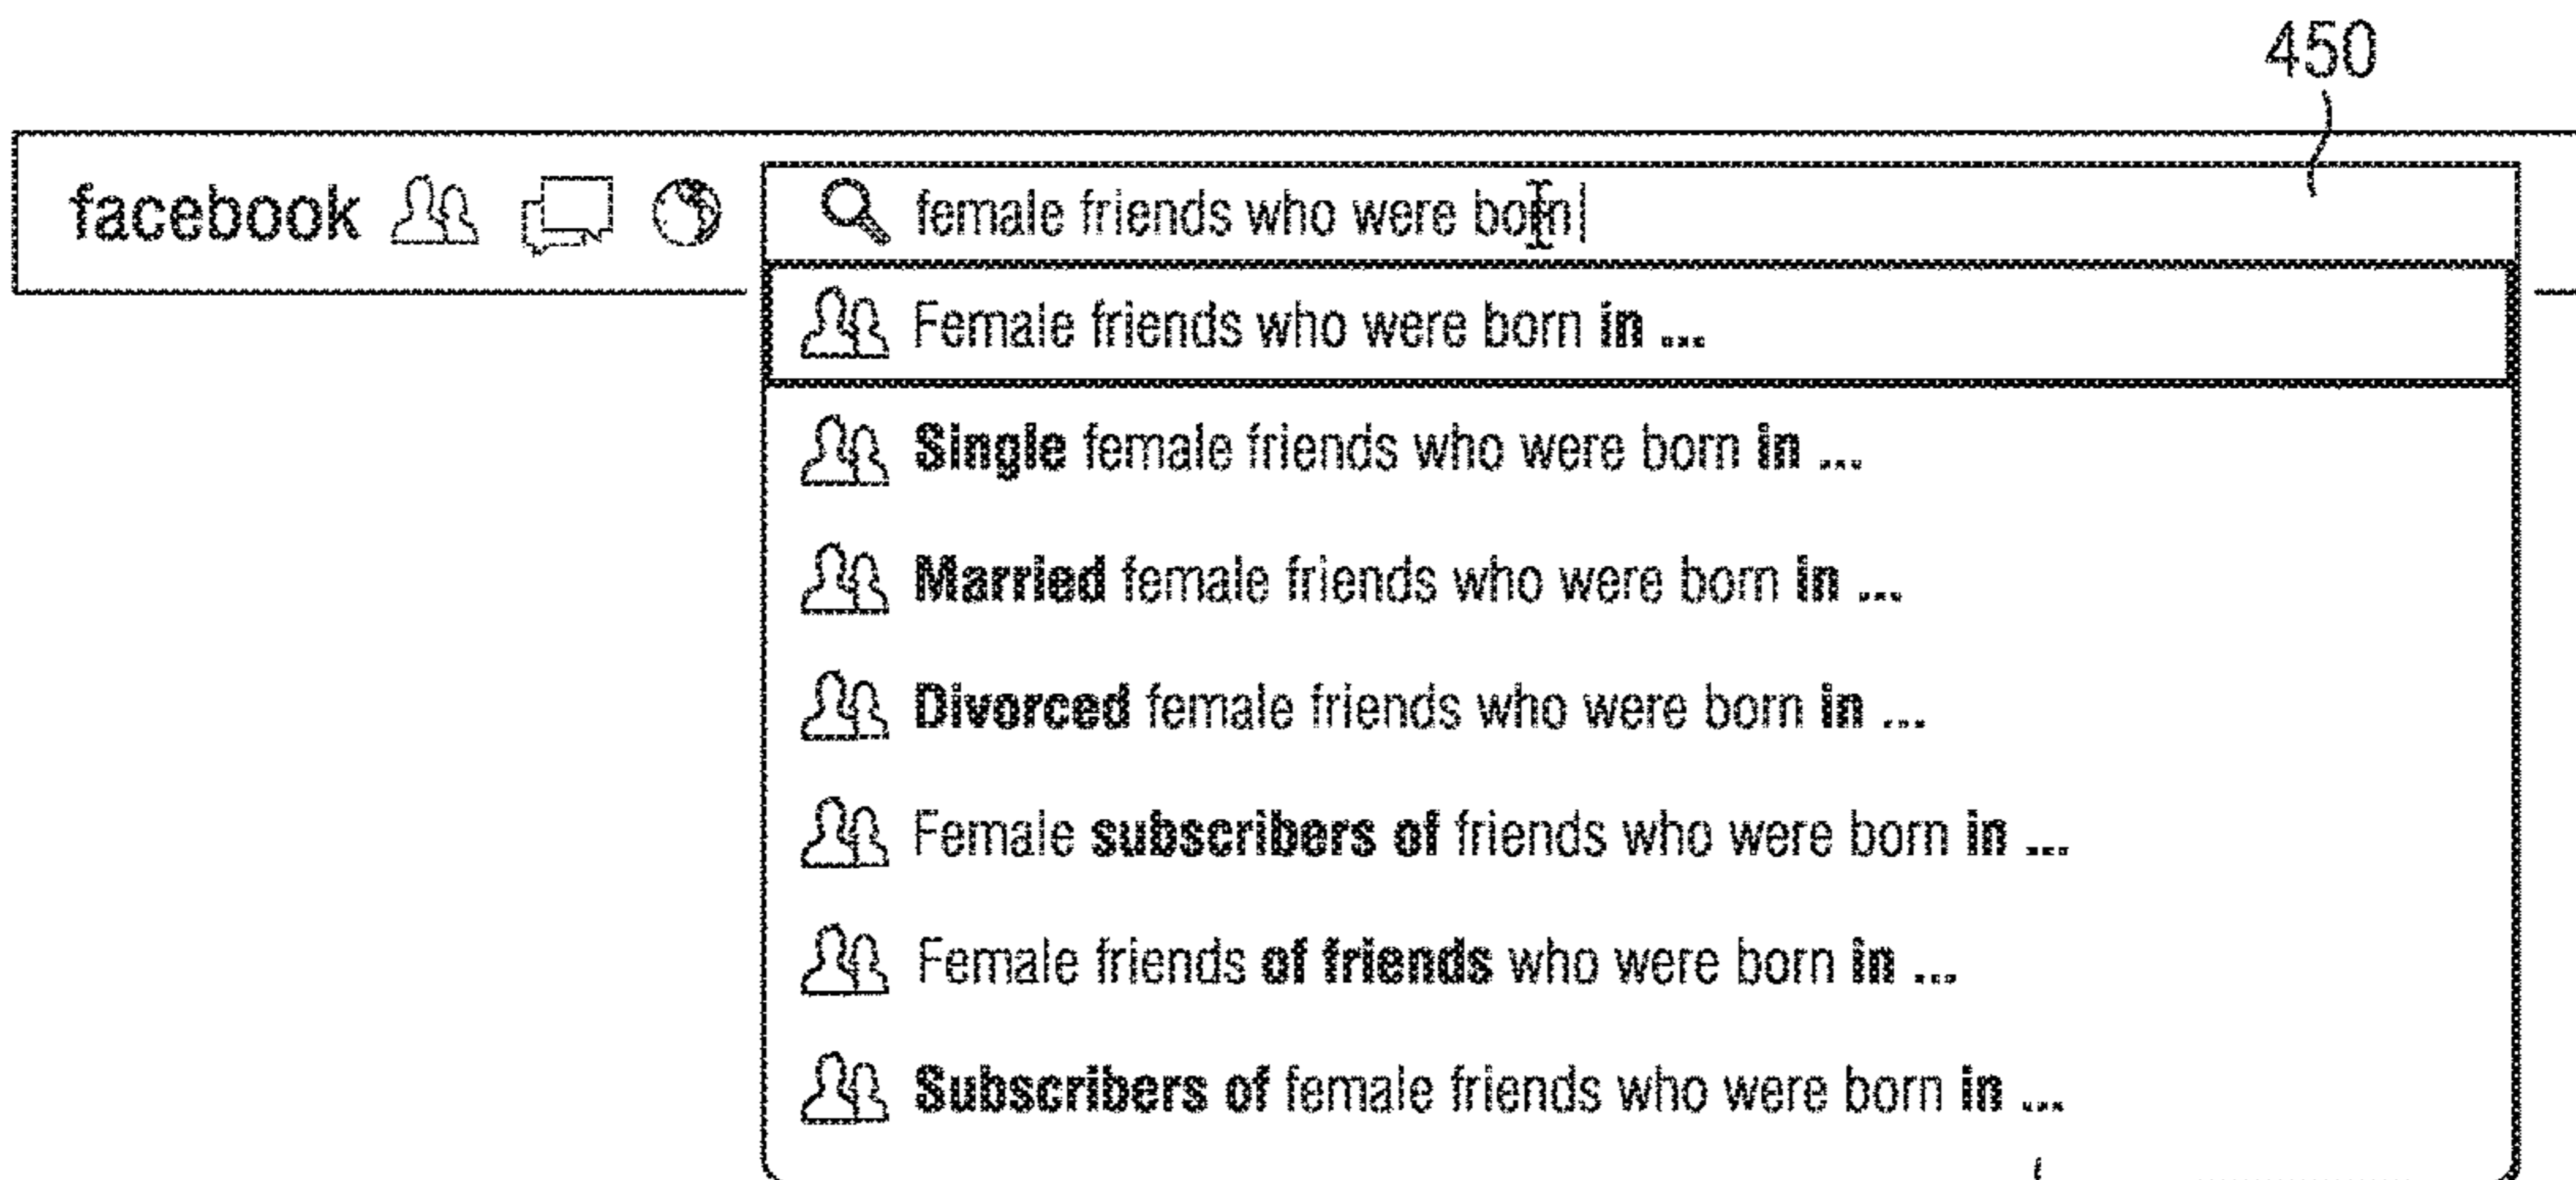 450
facebook female friends who were born
Female friends who were born in ...
Single female friends who were born in ...
Married female friends who were born in ...
Divorced female friends who were born in ...
Female subscribers of friends who were born in ...
Female friends of friends who were born in ...
Subscribers of female friends who were born in ...